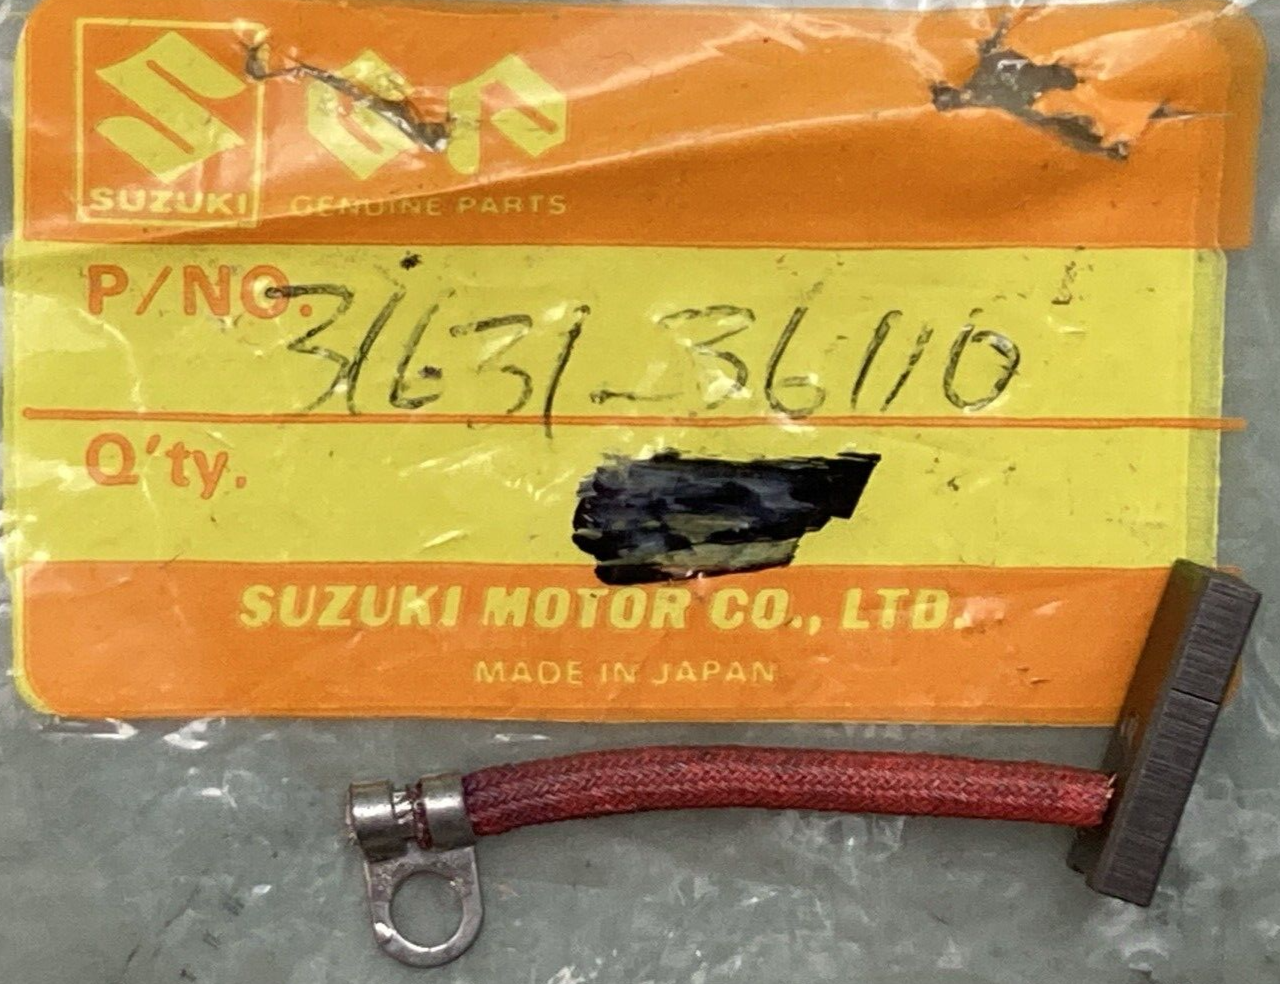 SUZUKI
GENUINE PARTS
P/NO. 31631-36110
Q'ty.
SUZUKI MOTOR CO., LTD.
MADE IN JAPAN